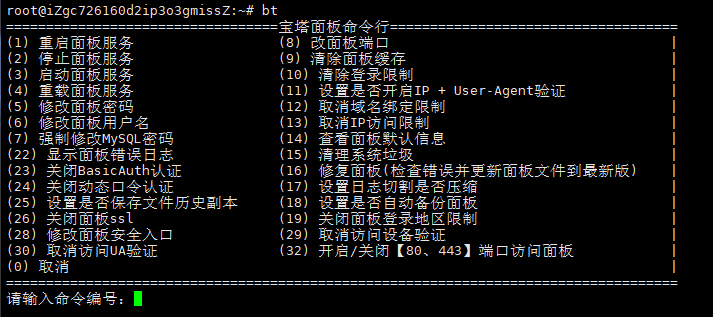 root@iZgc726160d2ip3o3gmissZ:~# bt
===============================宝塔面板命令行==================================
(1) 重启面板服务 (8) 改面板端口 |
(2) 停止面板服务 (9) 清除面板缓存 |
(3) 启动面板服务 (10) 清除登录限制 |
(4) 重载面板服务 (11) 设置是否开启IP + User-Agent验证 |
(5) 修改面板密码 (12) 取消域名绑定限制 |
(6) 修改面板用户名 (13) 取消IP访问限制 |
(7) 强制修改MySQL密码 (14) 查看面板默认信息 |
(22) 显示面板错误日志 (15) 清理系统垃圾 |
(23) 关闭BasicAuth认证 (16) 修复面板(检查错误并更新面板文件到最新版) |
(24) 关闭动态口令认证 (17) 设置日志切割是否压缩 |
(25) 设置是否保存文件历史副本 (18) 设置是否自动备份面板 |
(26) 关闭面板ssl (19) 关闭面板登录地区限制 |
(28) 修改面板安全入口 (29) 取消访问设备验证 |
(30) 取消访问UA验证 (32) 开启/关闭【80、443】端口访问面板 |
(0) 取消 |
===============================================================================
请输入命令编号：